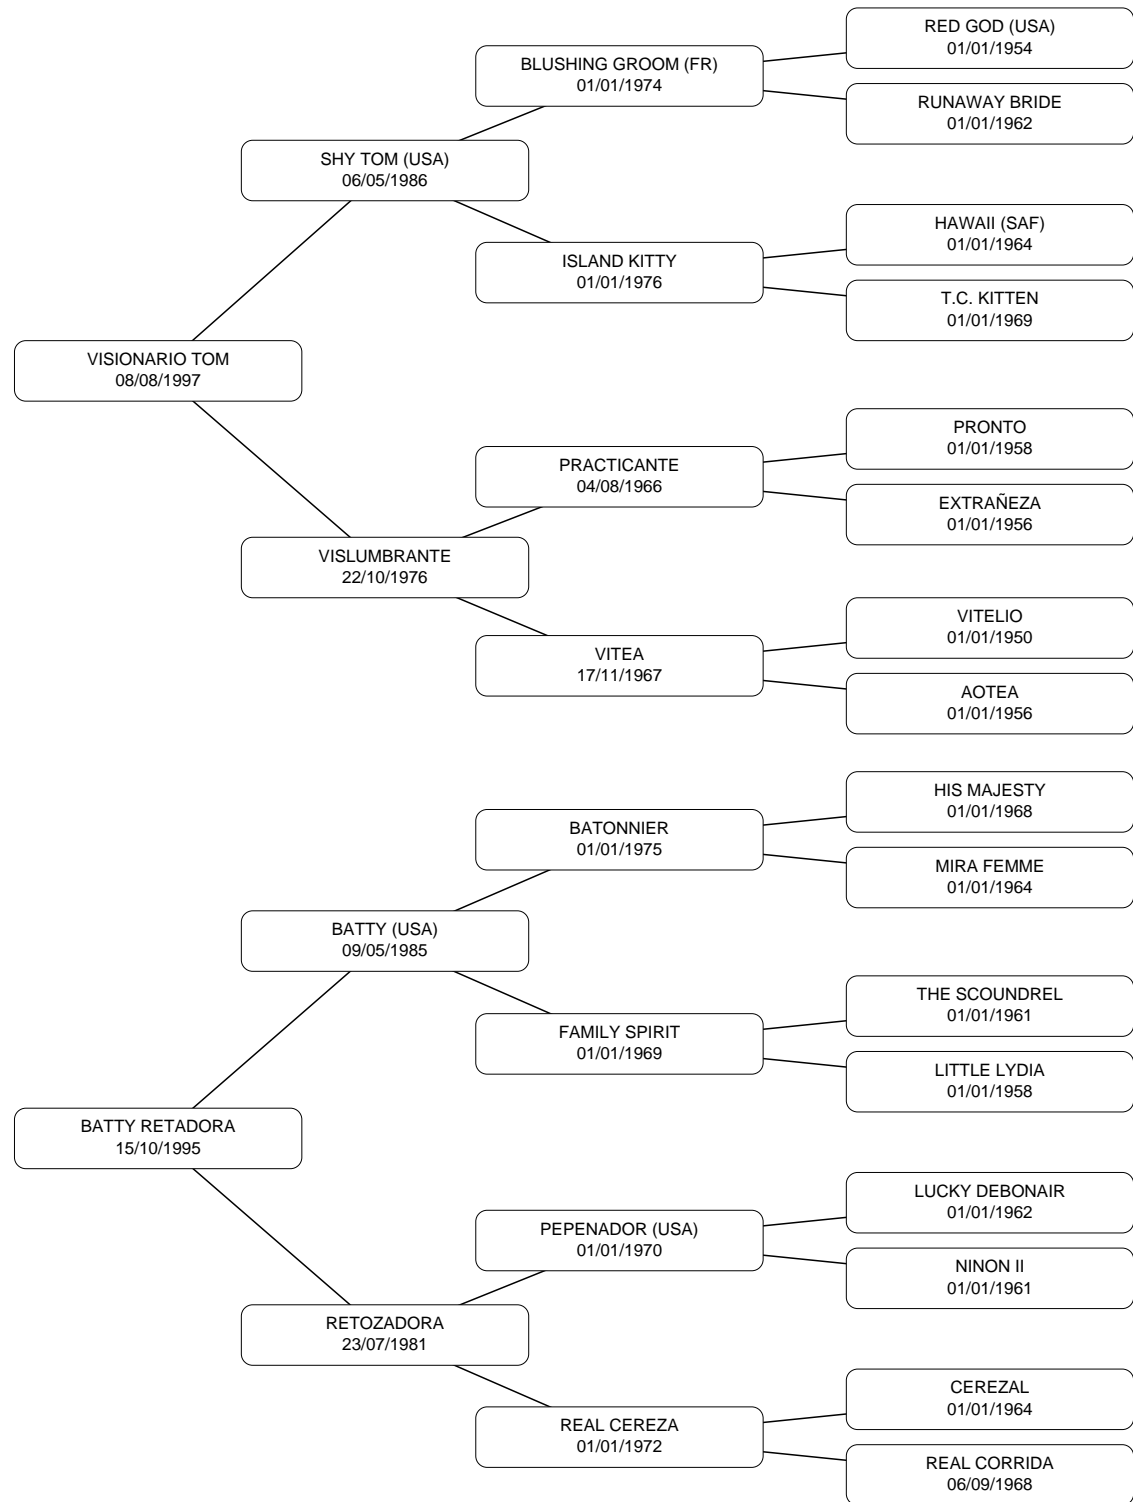 RED GOD (USA)
01/01/1954
BLUSHING GROOM (FR)
01/01/1974
RUNAWAY BRIDE
01/01/1962
SHY TOM (USA)
06/05/1986
HAWAII (SAF)
01/01/1964
ISLAND KITTY
01/01/1976
T.C. KITTEN
01/01/1969
VISIONARIO TOM
08/08/1997
PRONTO
01/01/1958
PRACTICANTE
04/08/1966
EXTRAÑEZA
01/01/1956
VISLUMBRANTE
22/10/1976
VITELIO
01/01/1950
VITEA
17/11/1967
AOTEA
01/01/1956
HIS MAJESTY
01/01/1968
BATONNIER
01/01/1975
MIRA FEMME
01/01/1964
BATTY (USA)
09/05/1985
THE SCOUNDREL
01/01/1961
FAMILY SPIRIT
01/01/1969
LITTLE LYDIA
01/01/1958
BATTY RETADORA
15/10/1995
LUCKY DEBONAIR
01/01/1962
PEPENADOR (USA)
01/01/1970
NINON II
01/01/1961
RETOZADORA
23/07/1981
CEREZAL
01/01/1964
REAL CEREZA
01/01/1972
REAL CORRIDA
06/09/1968